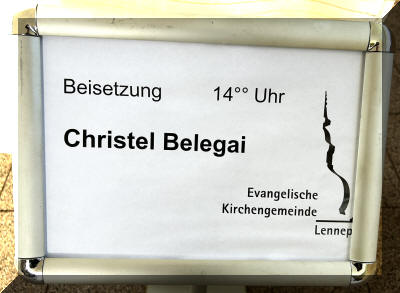 Beisetzung 14°° Uhr
Christel Belegai
Evangelische
Kirchengemeinde
Lennep